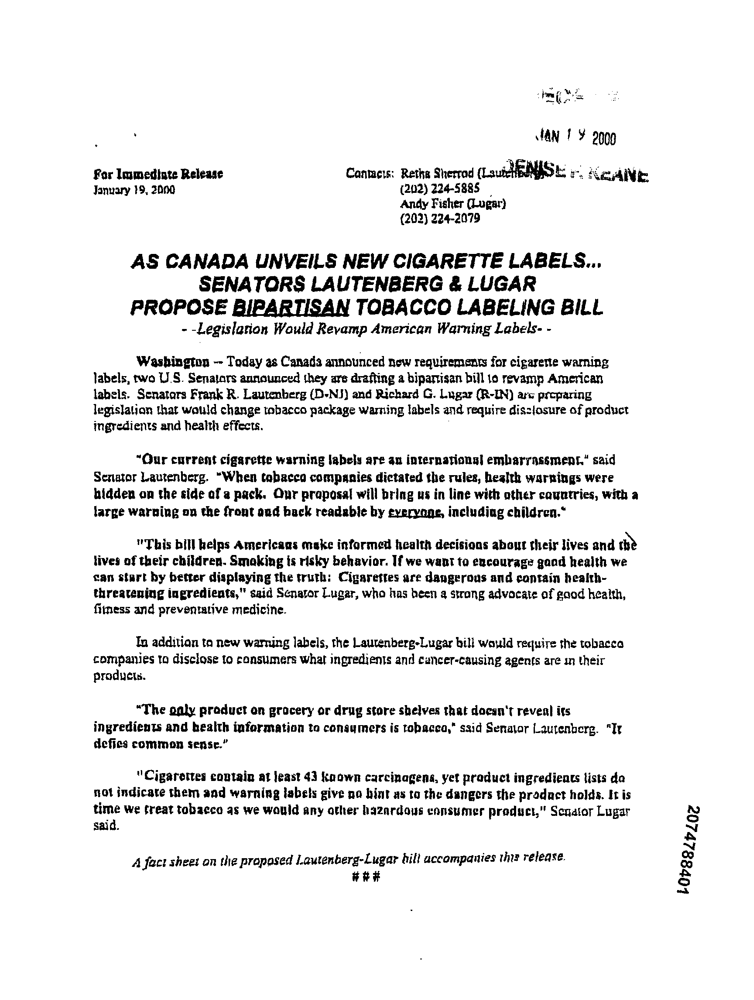 JAN 19 2000
DENISE F. KEANE
For Immediate Release
January 19, 2000
Contacts: Retha Sherrod (Lautenberg)
(202) 224-5885
Andy Fisher (Lugar)
(202) 224-2079
AS CANADA UNVEILS NEW CIGARETTE LABELS...
SENATORS LAUTENBERG & LUGAR
PROPOSE BIPARTISAN TOBACCO LABELING BILL
- -Legislation Would Revamp American Warning Labels- -
Washington -- Today as Canada announced new requirements for cigarette warning
labels, two U.S. Senators announced they are drafting a bipartisan bill to revamp American
labels. Senators Frank R. Lautenberg (D-NJ) and Richard G. Lugar (R-IN) are preparing
legislation that would change tobacco package warning labels and require disclosure of product
ingredients and health effects.
"Our current cigarette warning labels are an international embarrassment," said
Senator Lautenberg. "When tobacco companies dictated the rules, health warnings were
hidden on the side of a pack. Our proposal will bring us in line with other countries, with a
large warning on the front and back readable by everyone, including children."
"This bill helps Americans make informed health decisions about their lives and the
lives of their children. Smoking is risky behavior. If we want to encourage good health we
can start by better displaying the truth: Cigarettes are dangerous and contain health-
threatening ingredients," said Senator Lugar, who has been a strong advocate of good health,
fitness and preventative medicine.
In addition to new warning labels, the Lautenberg-Lugar bill would require the tobacco
companies to disclose to consumers what ingredients and cancer-causing agents are in their
products.
"The only product on grocery or drug store shelves that doesn't reveal its
ingredients and health information to consumers is tobacco," said Senator Lautenberg. "It
defies common sense."
"Cigarettes contain at least 43 known carcinogens, yet product ingredients lists do
not indicate them and warning labels give no hint as to the dangers the product holds. It is
time we treat tobacco as we would any other hazardous consumer product," Senator Lugar
said.
A fact sheet on the proposed Lautenberg-Lugar bill accompanies this release.
###
2074788401